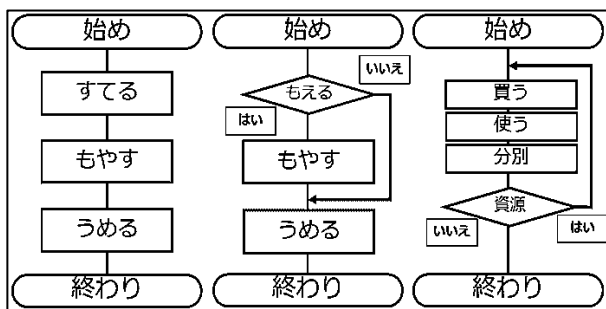 始め
すてる
もやす
うめる
終わり
始め
もえる
いいえ
はい
もやす
うめる
終わり
始め
買う
使う
分別
資源
いいえ
はい
終わり